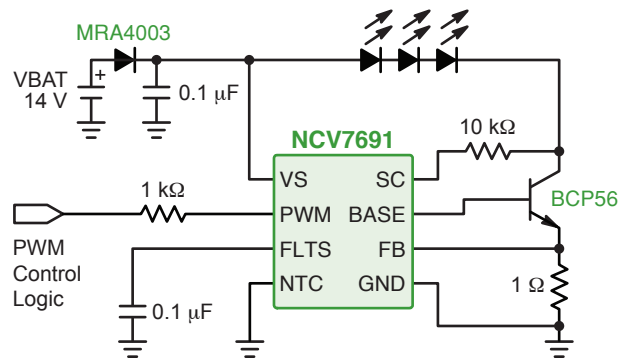 MRA4003
VBAT
14 V
+
0.1 μF
NCV7691
10 kΩ
VS
SC
1 kΩ
PWM
BASE
BCP56
FLTS
FB
PWM
Control
Logic
NTC
GND
1 Ω
0.1 μF